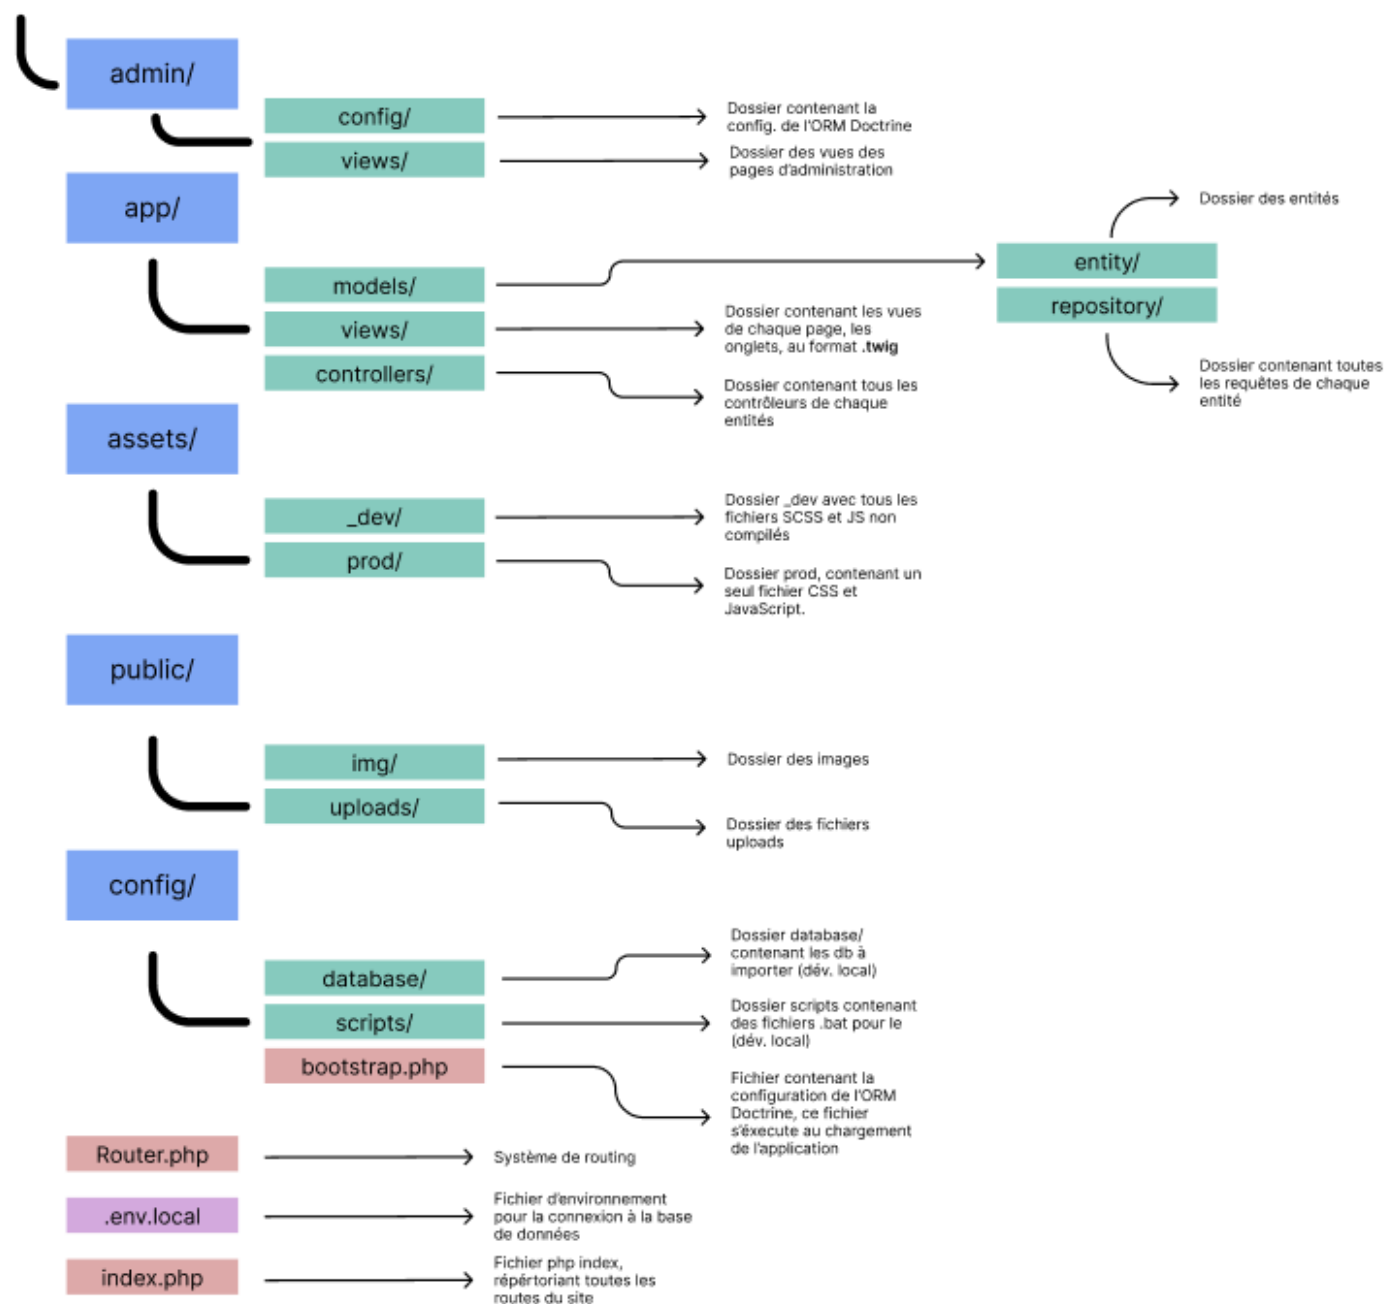 admin/
config/
Dossier contenant la
config. de l'ORM Doctrine
views/
Dossier des vues des
pages d'administration
app/
Dossier des entités
entity/
models/
repository/
views/
Dossier contenant les vues
de chaque page, les
onglets, au format .twig
controllers/
Dossier contenant tous les
contrôleurs de chaque
entités
Dossier contenant toutes
les requêtes de chaque
entité
assets/
_dev/
Dossier _dev avec tous les
fichiers SCSS et JS non
compilés
prod/
Dossier prod, contenant un
seul fichier CSS et
JavaScript.
public/
img/
Dossier des images
uploads/
Dossier des fichiers
uploads
config/
database/
Dossier database/
contenant les db à
importer (dév. local)
scripts/
Dossier scripts contenant
des fichiers .bat pour le
(dév. local)
bootstrap.php
Fichier contenant la
configuration de l'ORM
Doctrine, ce fichier
s'éxecute au chargement
de l'application
Router.php
Système de routing
.env.local
Fichier d'environnement
pour la connexion à la base
de données
index.php
Fichier php index,
répértoriant toutes les
routes du site